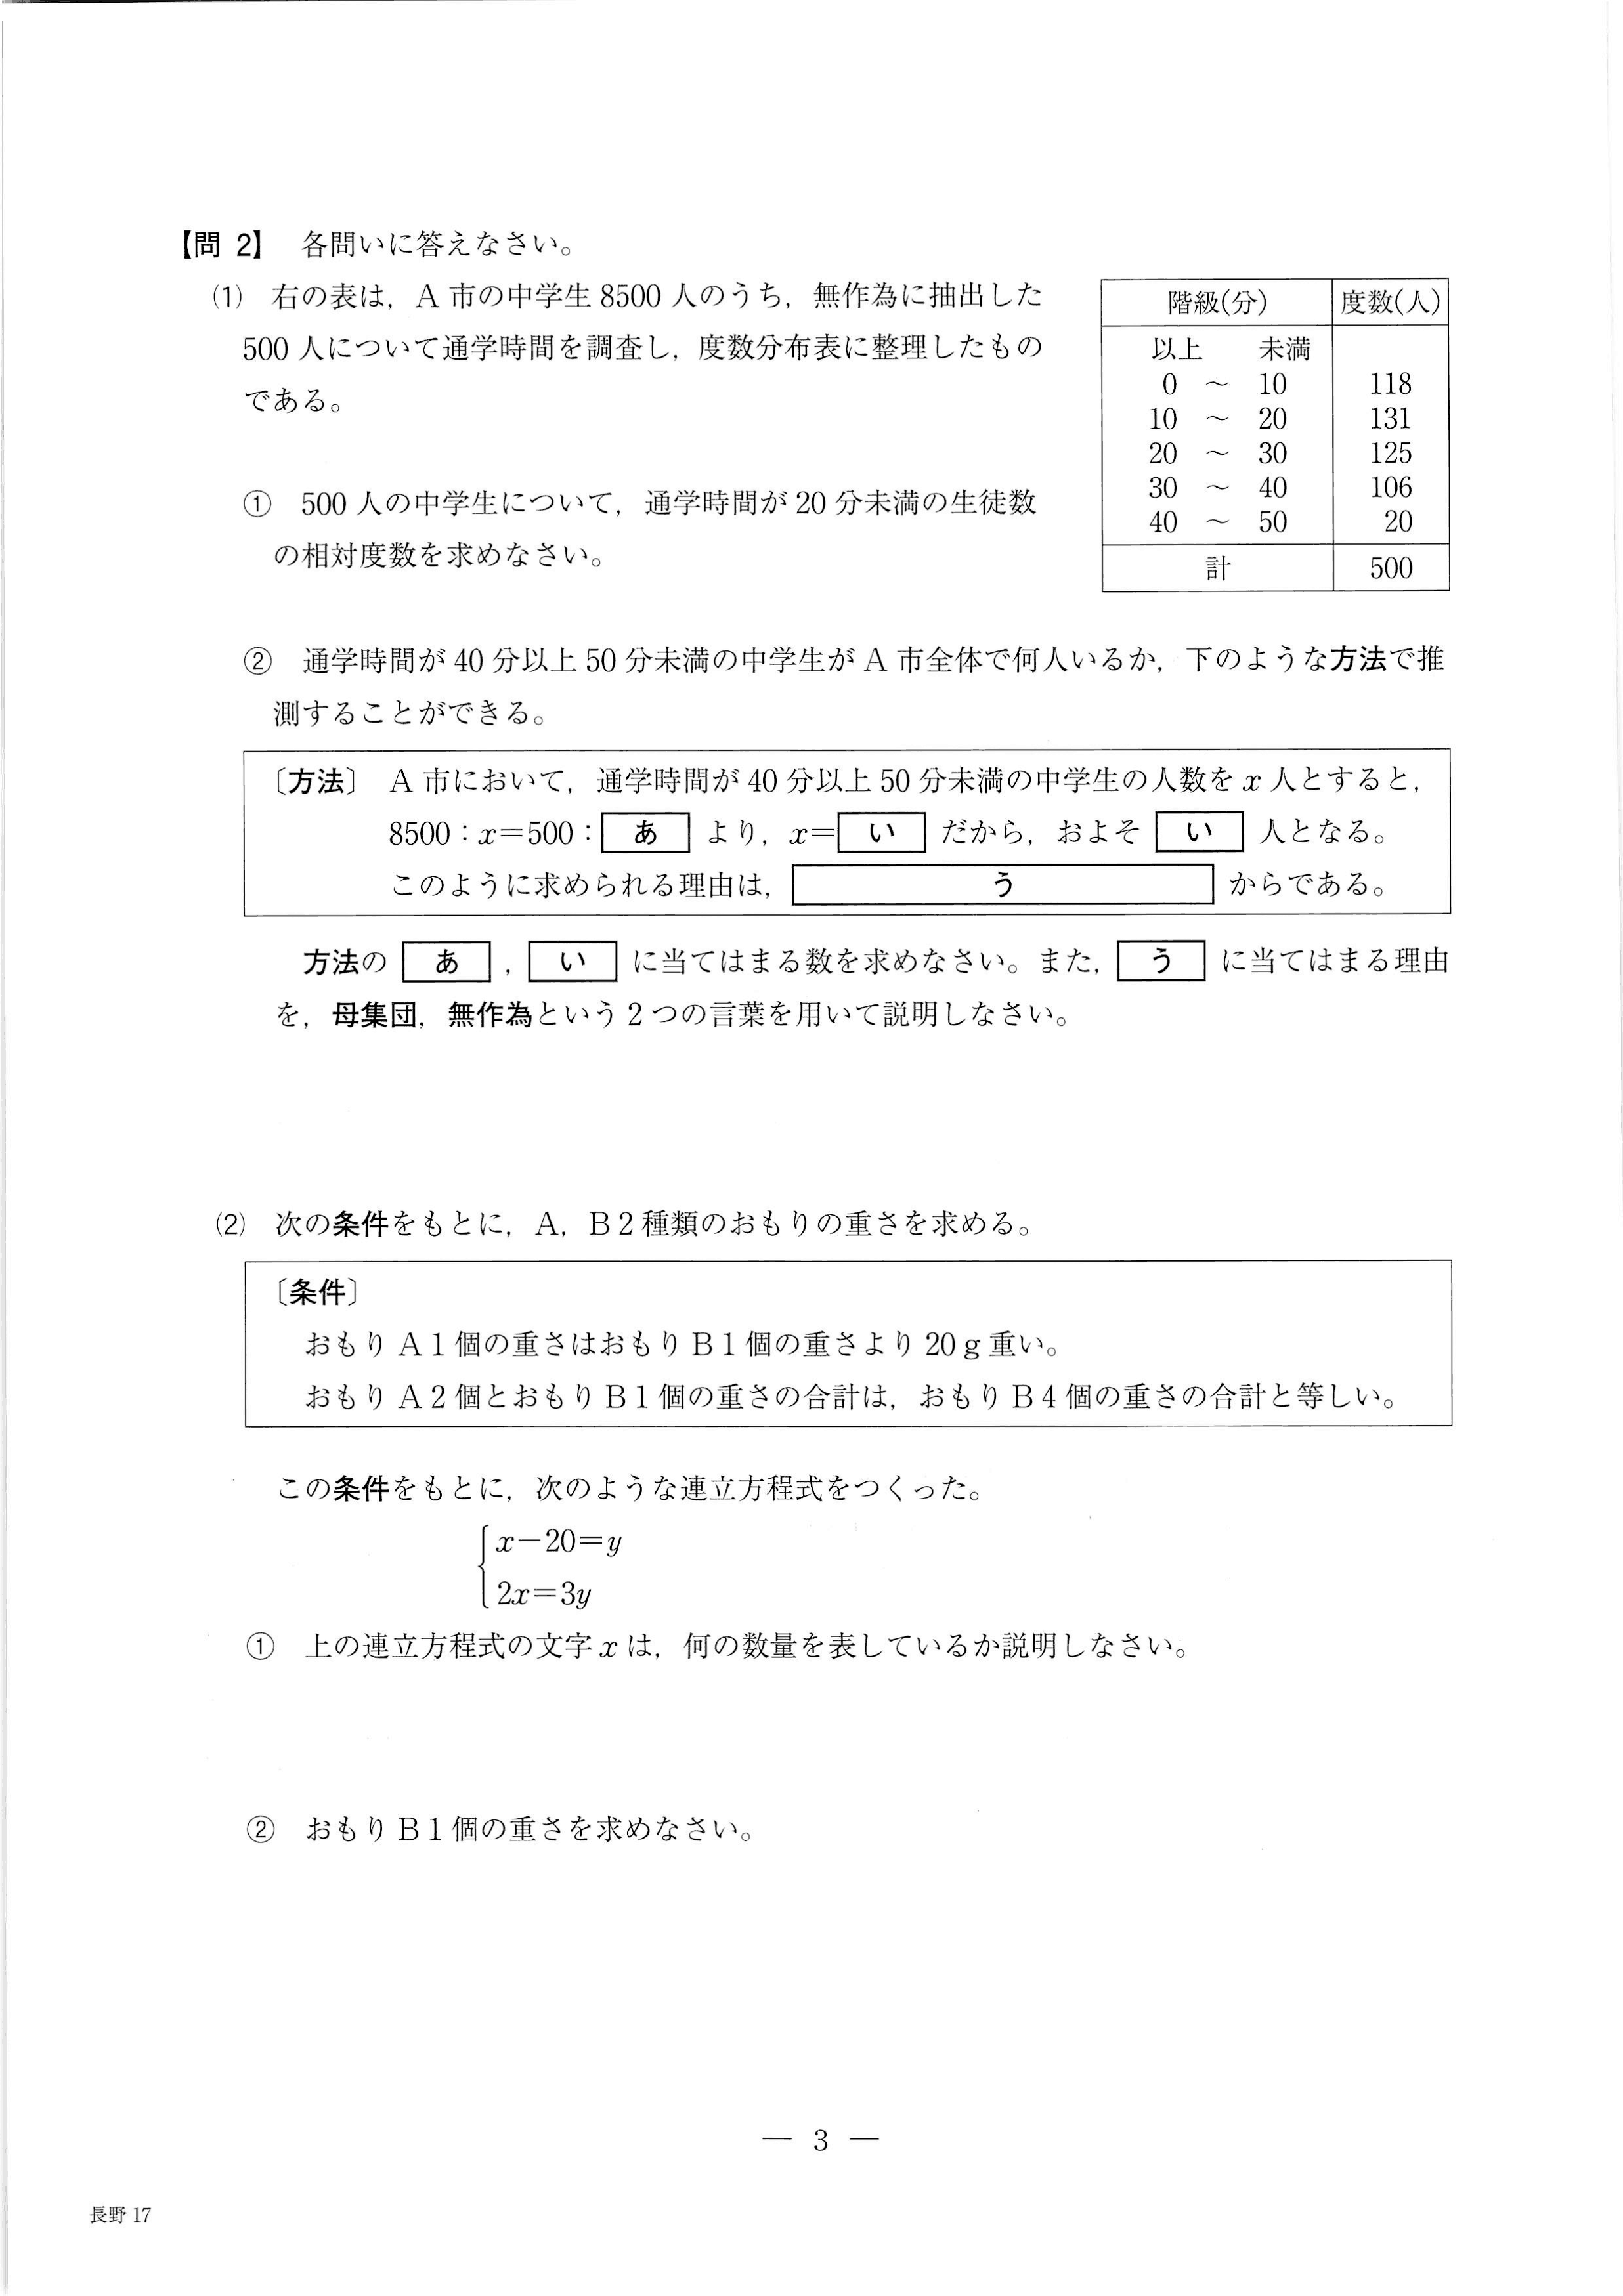 【問 2】 各問いに答えなさい。
(1) 右の表は，A 市の中学生 8500 人のうち，無作為に抽出した
500 人について通学時間を調査し，度数分布表に整理したもの
である。
階級(分) 度数(人)
以上 未満
0 ～ 10 118
10 ～ 20 131
20 ～ 30 125
30 ～ 40 106
40 ～ 50 20
計 500
① 500 人の中学生について，通学時間が 20 分未満の生徒数
の相対度数を求めなさい。
② 通学時間が 40 分以上 50 分未満の中学生が A 市全体で何人いるか，下のような方法で推
測することができる。
〔方法〕 A 市において，通学時間が 40 分以上 50 分未満の中学生の人数を x 人とすると，
8500：x＝500： あ より，x＝ い だから，およそ い 人となる。
このように求められる理由は， う からである。
方法の あ ， い に当てはまる数を求めなさい。また， う に当てはまる理由
を，母集団，無作為という 2 つの言葉を用いて説明しなさい。
(2) 次の条件をもとに，A，B 2 種類のおもりの重さを求める。
〔条件〕
おもり A 1 個の重さはおもり B 1 個の重さより 20 g 重い。
おもり A 2 個とおもり B 1 個の重さの合計は，おもり B 4 個の重さの合計と等しい。
この条件をもとに，次のような連立方程式をつくった。
x－20＝y
2x＝3y
① 上の連立方程式の文字 x は，何の数量を表しているか説明しなさい。
② おもり B 1 個の重さを求めなさい。
― 3 ―
長野 17